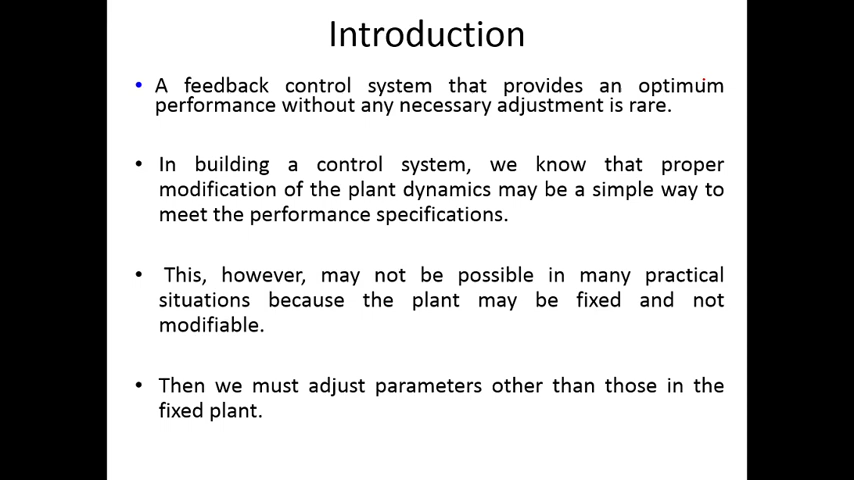 Introduction
• A feedback control system that provides an optimum
performance without any necessary adjustment is rare.
• In building a control system, we know that proper
modification of the plant dynamics may be a simple way to
meet the performance specifications.
• This, however, may not be possible in many practical
situations because the plant may be fixed and not
modifiable.
• Then we must adjust parameters other than those in the
fixed plant.